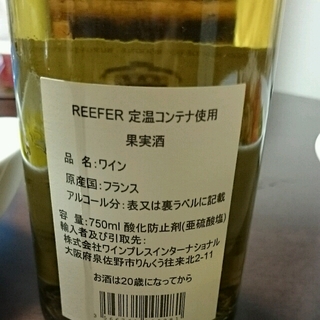 REEFER 定温コンテナ使用
果実酒
品 名:ワイン
原産国:フランス
アルコール分:表又は裏ラベルに記載
容 量:750ml 酸化防止剤(亜硫酸塩)
輸入者及び引取先:
株式会社ワインプレスインターナショナル
大阪府泉佐野市りんくう往来北2-11
お酒は20歳になってから